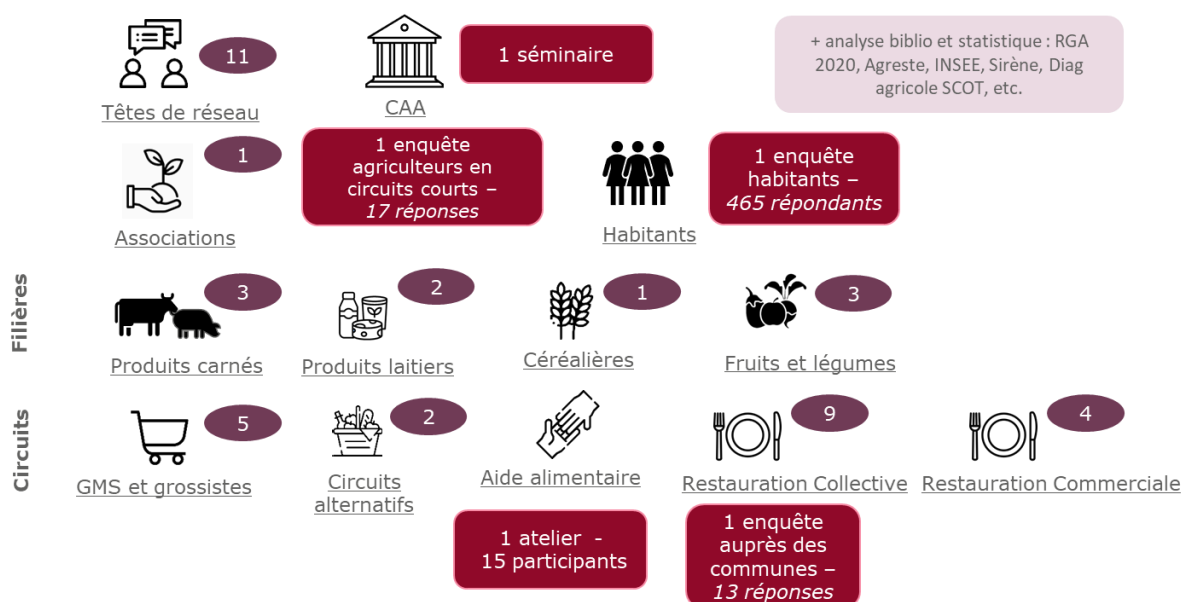 11
Têtes de réseau
CAA
1 séminaire
+ analyse biblio et statistique : RGA
2020, Agreste, INSEE, Sirène, Diag
agricole SCOT, etc.
1
Associations
1 enquête
agriculteurs en
circuits courts –
17 réponses
Habitants
1 enquête
habitants –
465 répondants
Filières
3
Produits carnés
2
Produits laitiers
1
Céréalières
3
Fruits et légumes
Circuits
5
GMS et grossistes
2
Circuits
alternatifs
Aide alimentaire
9
Restauration Collective
4
Restauration Commerciale
1 atelier -
15 participants
1 enquête
auprès des
communes –
13 réponses